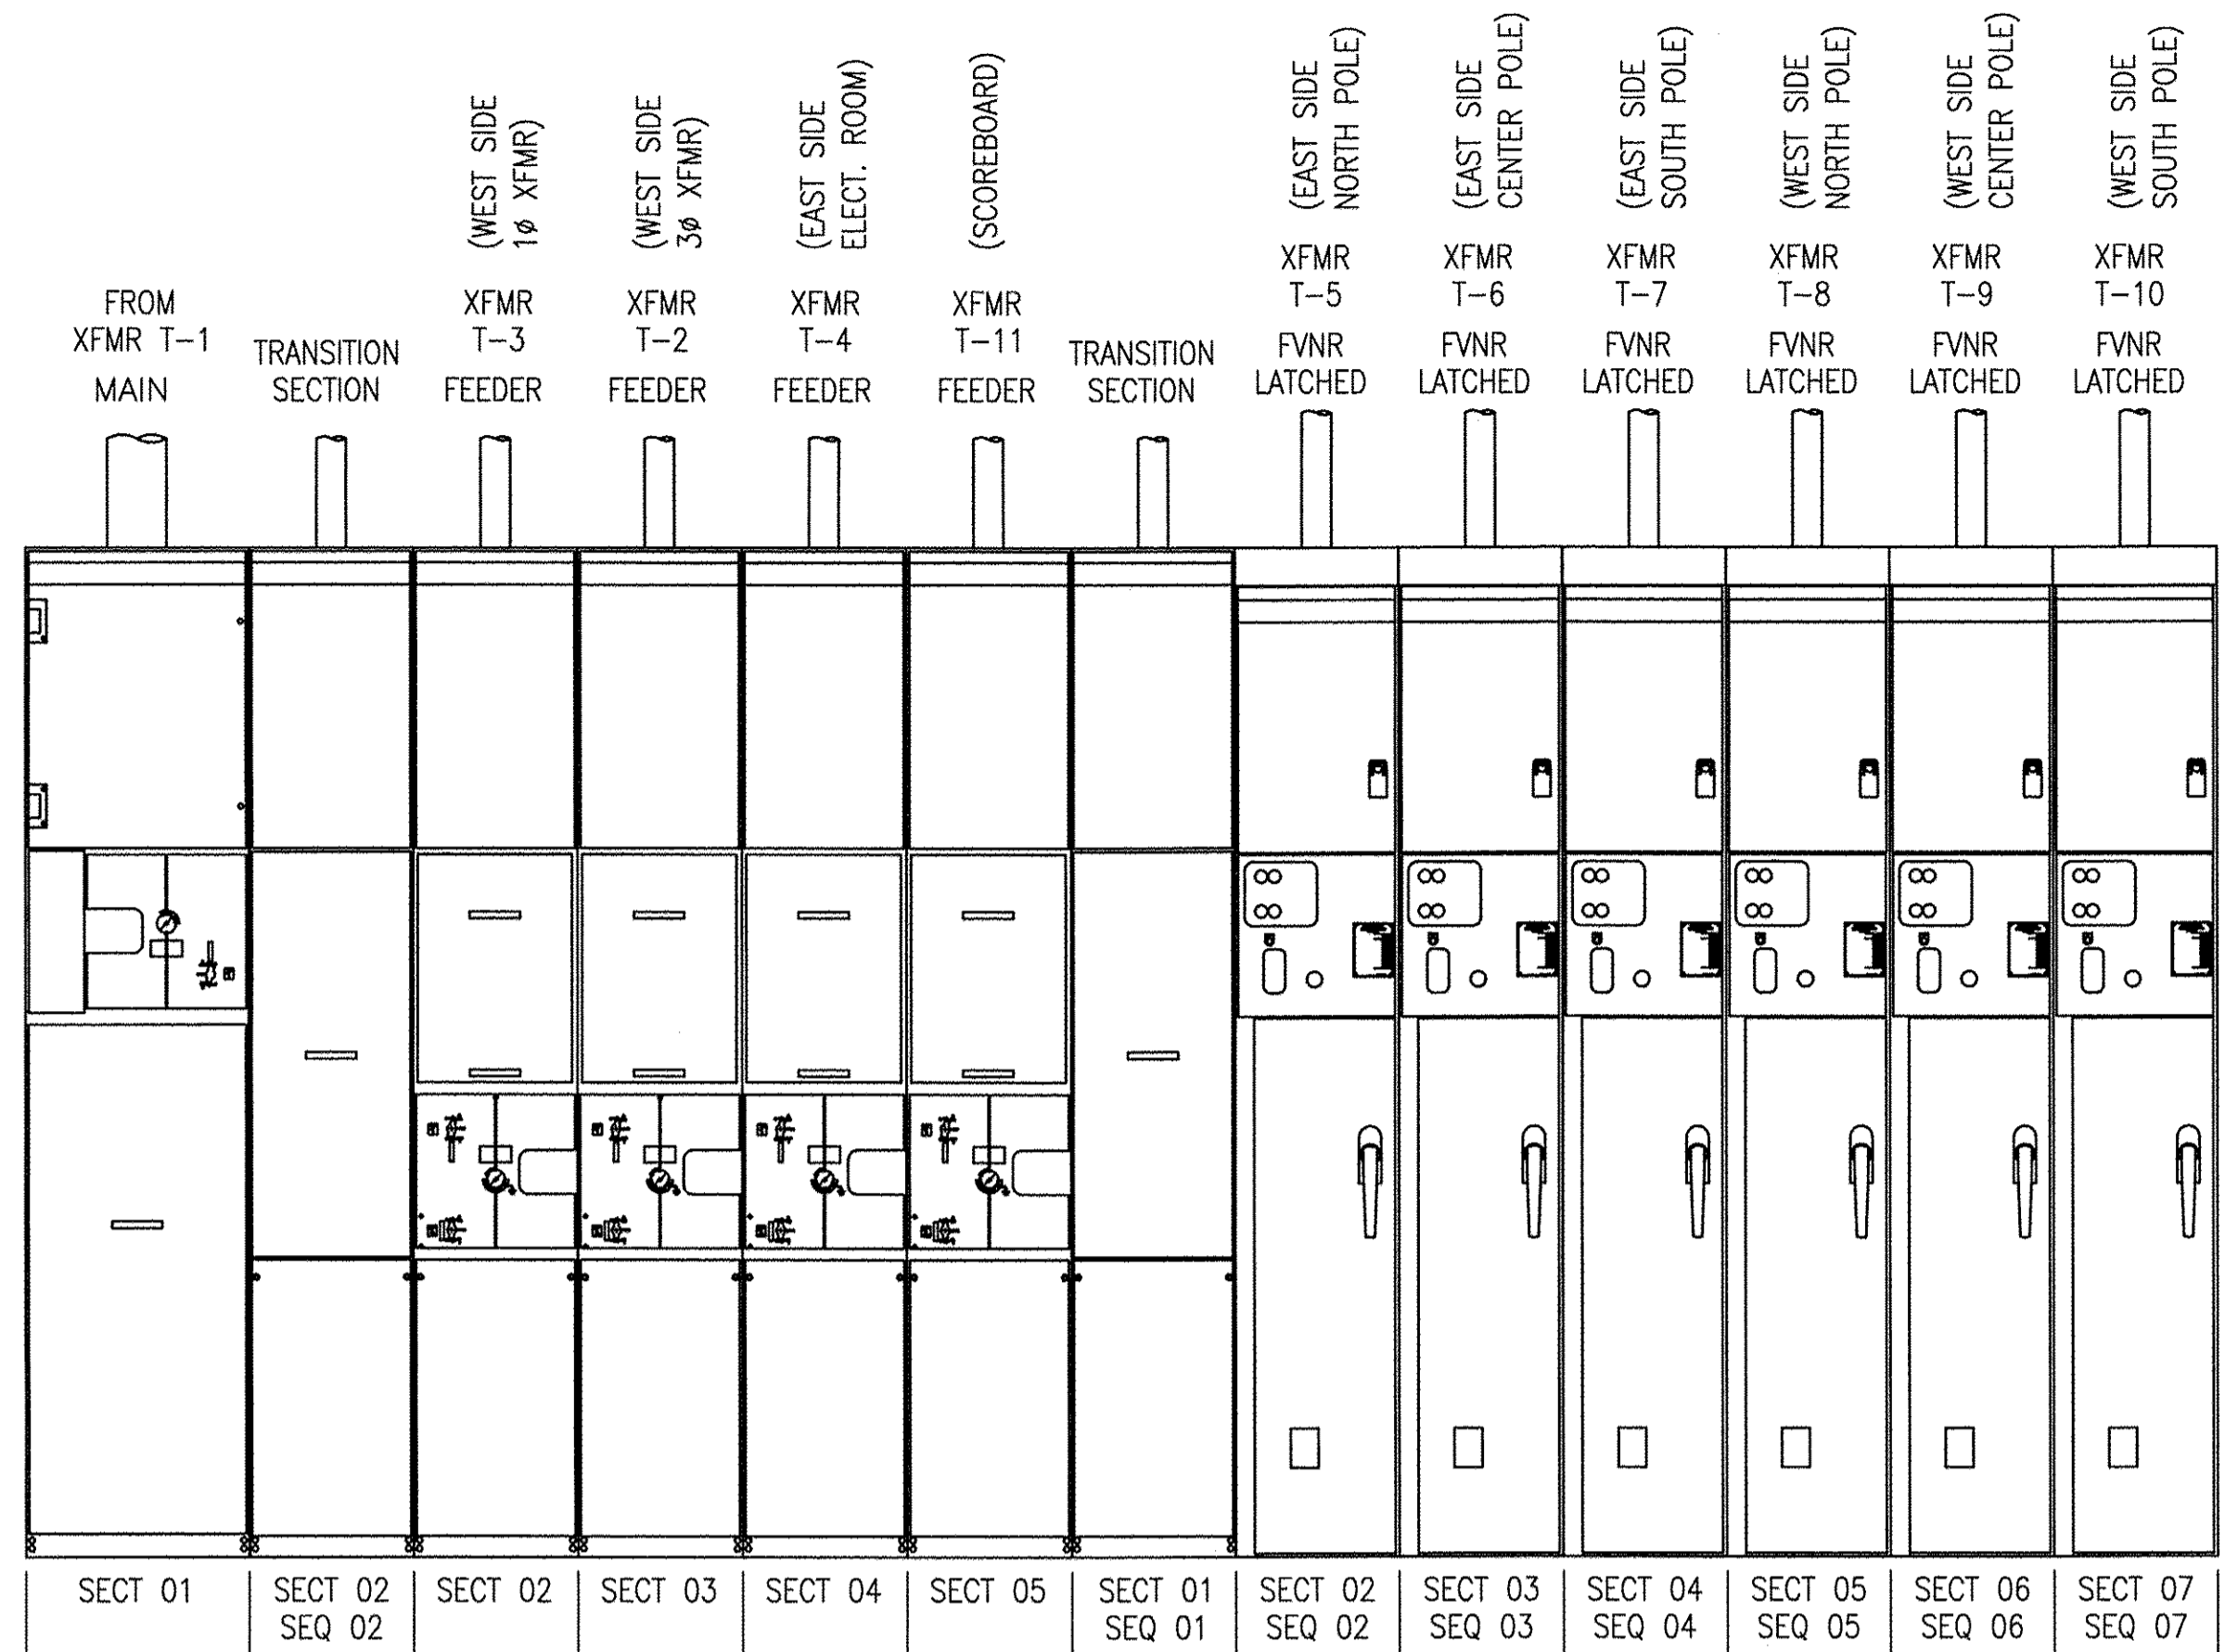 FROM
XFMR T-1
MAIN
TRANSITION
SECTION
(WEST SIDE
1ø XFMR)
XFMR
T-3
FEEDER
(WEST SIDE
3ø XFMR)
XFMR
T-2
FEEDER
(EAST SIDE
ELECT. ROOM)
XFMR
T-4
FEEDER
(SCOREBOARD)
XFMR
T-11
FEEDER
TRANSITION
SECTION
(EAST SIDE
NORTH POLE)
XFMR
T-5
FVNR
LATCHED
(EAST SIDE
CENTER POLE)
XFMR
T-6
FVNR
LATCHED
(EAST SIDE
SOUTH POLE)
XFMR
T-7
FVNR
LATCHED
(WEST SIDE
NORTH POLE)
XFMR
T-8
FVNR
LATCHED
(WEST SIDE
CENTER POLE)
XFMR
T-9
FVNR
LATCHED
(WEST SIDE
SOUTH POLE)
XFMR
T-10
FVNR
LATCHED
SECT 01
SECT 02
SEQ 02
SECT 02
SECT 03
SECT 04
SECT 05
SECT 01
SEQ 01
SECT 02
SEQ 02
SECT 03
SEQ 03
SECT 04
SEQ 04
SECT 05
SEQ 05
SECT 06
SEQ 06
SECT 07
SEQ 07